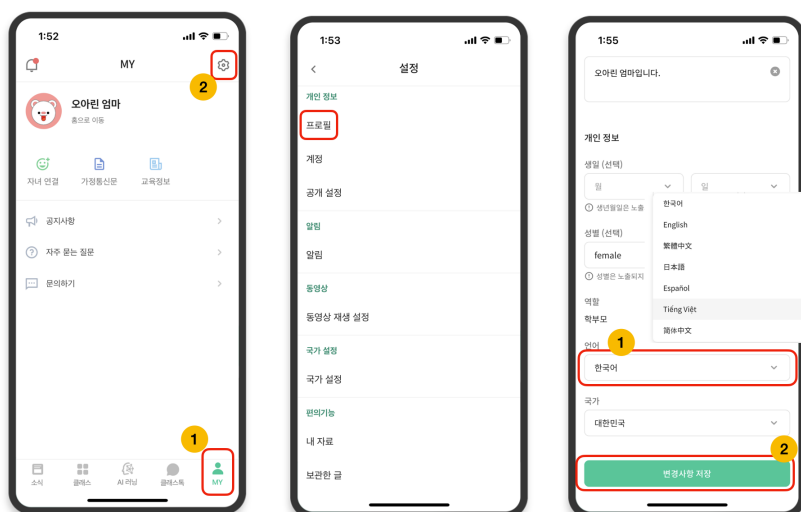 1:52
MY
2
오아린 엄마
홈으로 이동
자녀 연결
가정통신문
교육정보
공지사항
자주 묻는 질문
문의하기
1
소식
클래스
AI 러닝
클래스톡
MY
1:53
설정
개인 정보
프로필
계정
공개 설정
알림
알림
동영상
동영상 재생 설정
국가 설정
국가 설정
편의기능
내 자료
보관한 글
1:55
오아린 엄마입니다.
개인 정보
생일 (선택)
월
일
생년월일은 노출
성별 (선택)
female
성별은 노출되지
역할
학부모
한국어
English
繁體中文
日本語
Español
Tiếng Việt
简体中文
언어
1
한국어
국가
대한민국
2
변경사항 저장